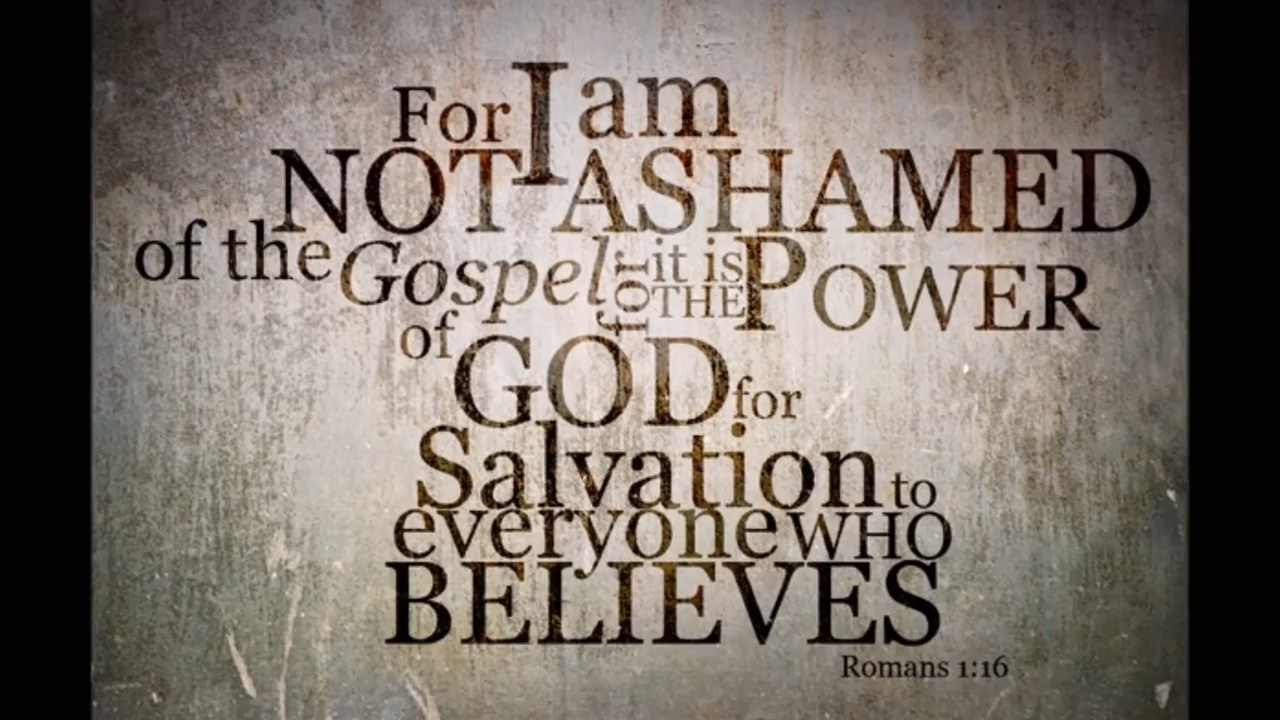 For I am
NOT ASHAMED
of the Gospel for it is THE POWER
of GOD for
Salvation to
everyone WHO
BELIEVES
Romans 1:16